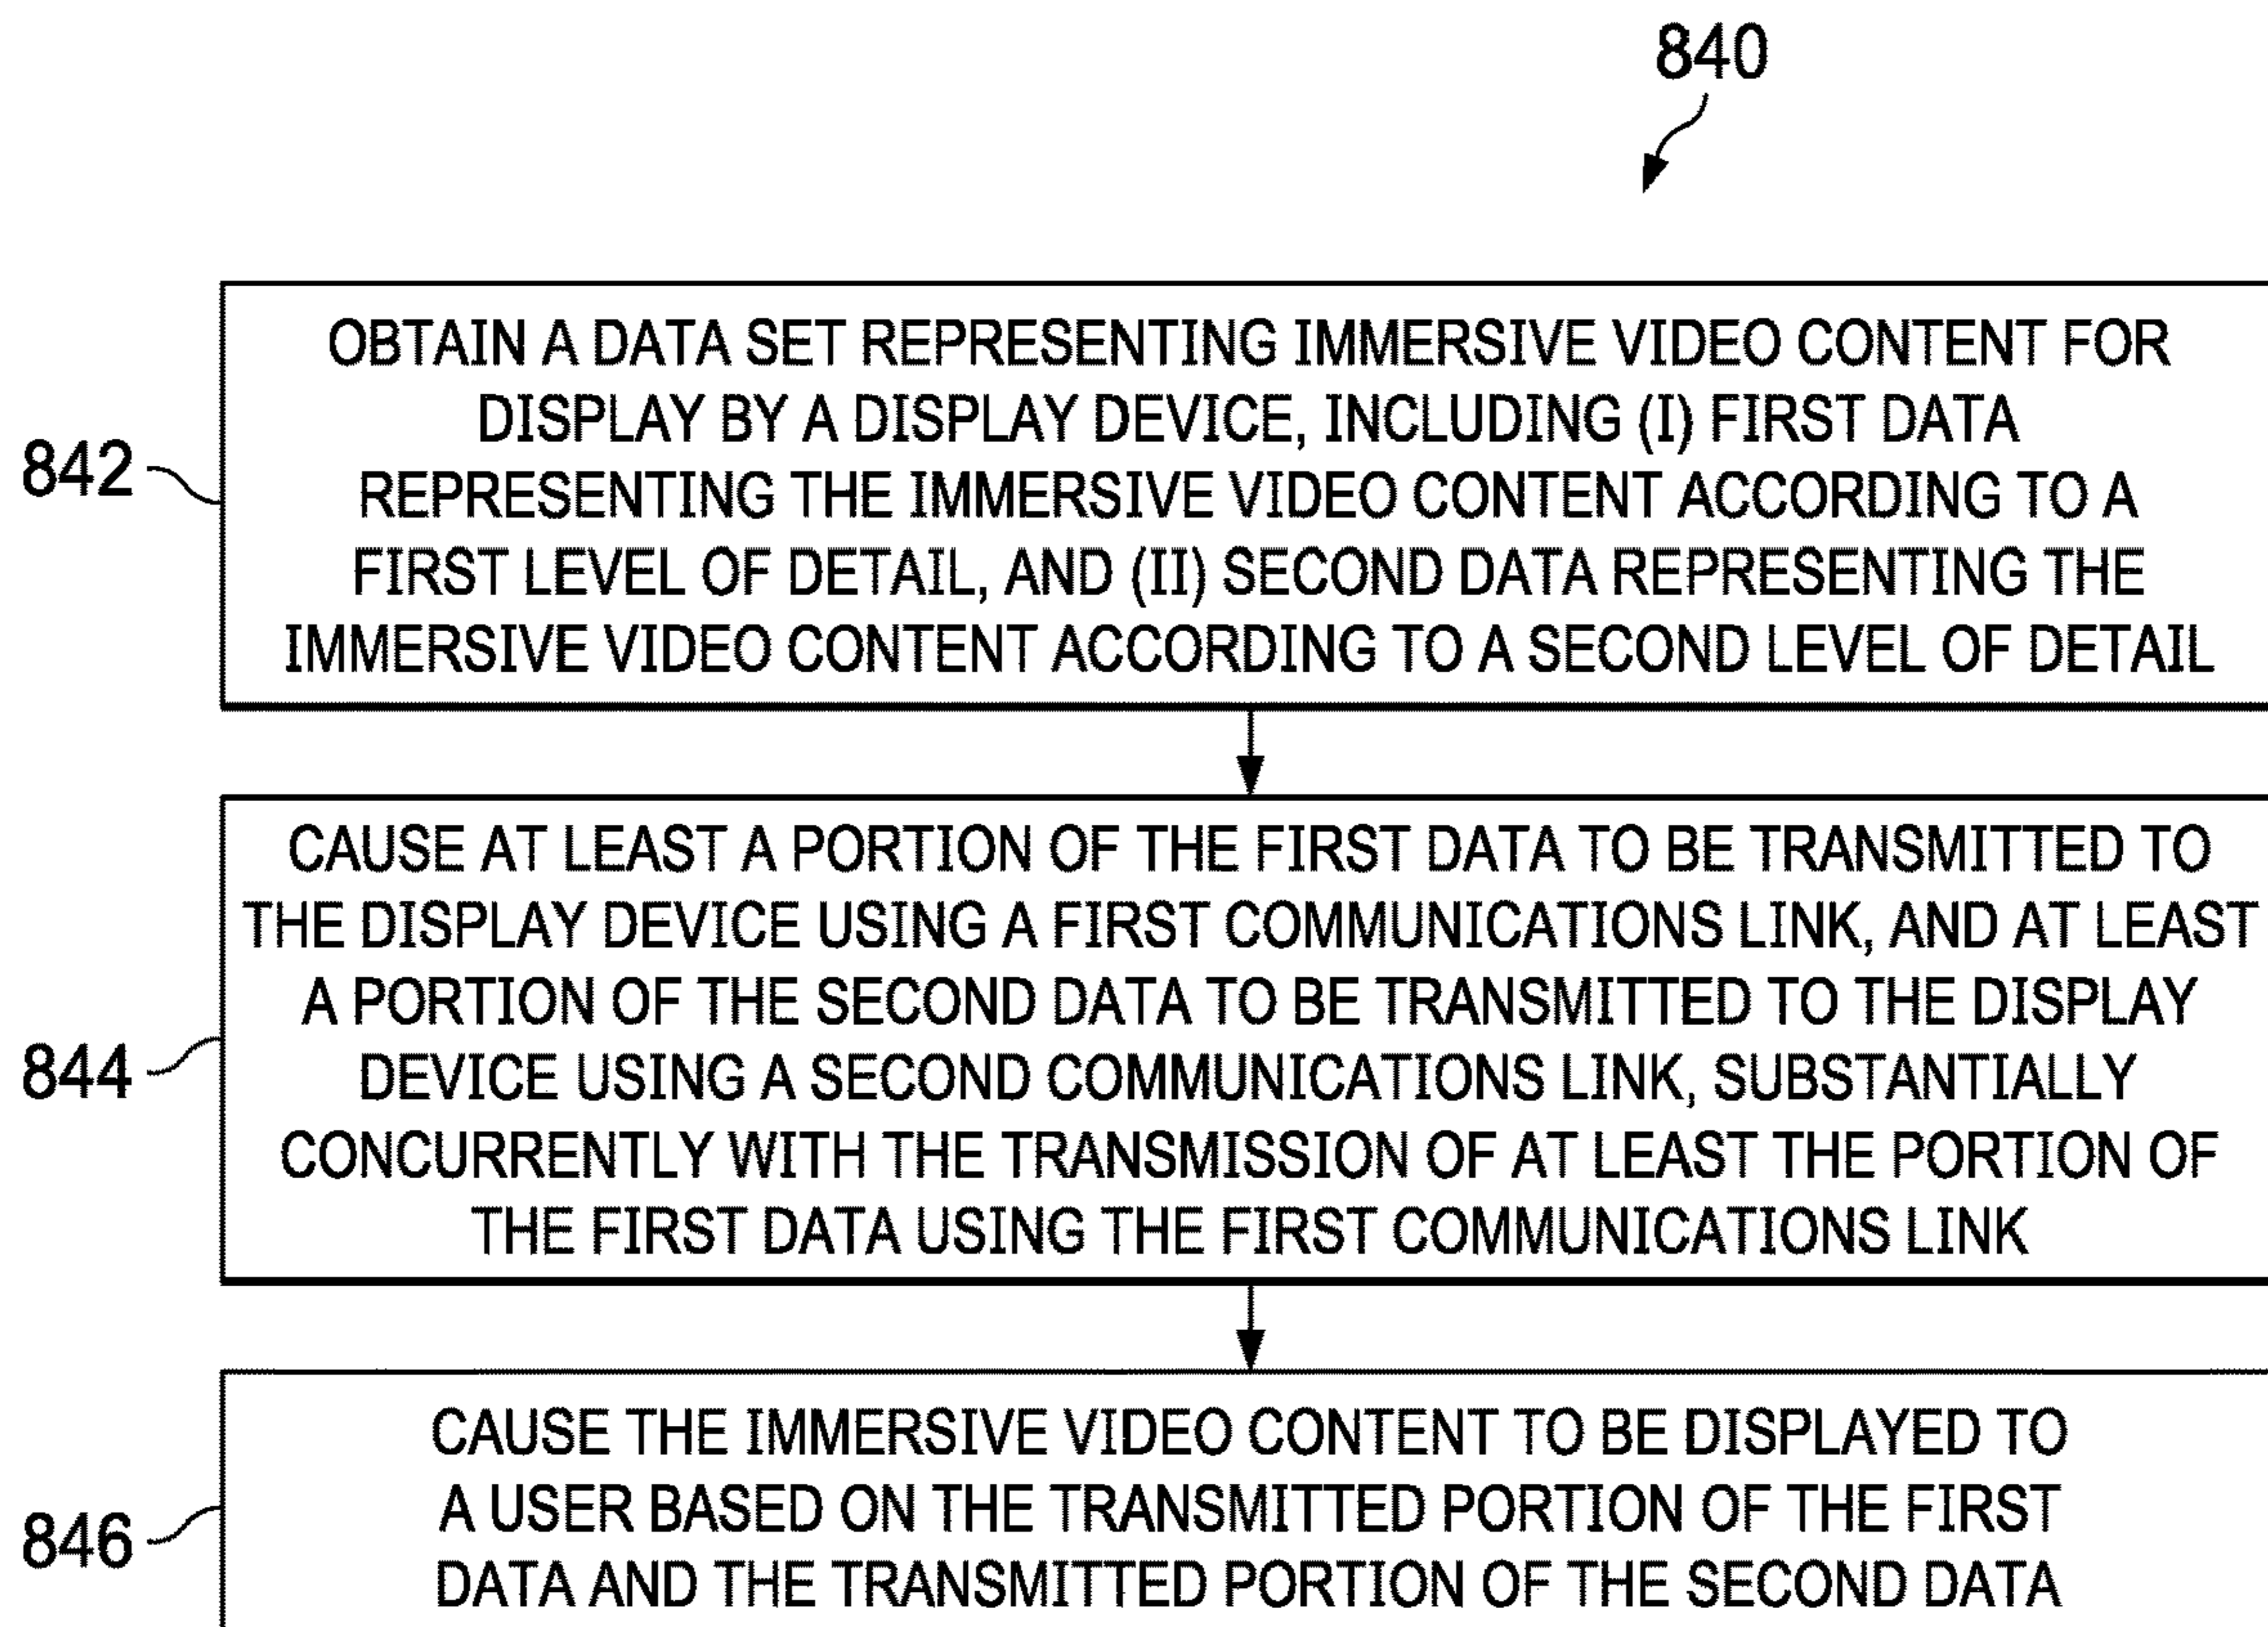 840
842
OBTAIN A DATA SET REPRESENTING IMMERSIVE VIDEO CONTENT FOR
DISPLAY BY A DISPLAY DEVICE, INCLUDING (I) FIRST DATA
REPRESENTING THE IMMERSIVE VIDEO CONTENT ACCORDING TO A
FIRST LEVEL OF DETAIL, AND (II) SECOND DATA REPRESENTING THE
IMMERSIVE VIDEO CONTENT ACCORDING TO A SECOND LEVEL OF DETAIL
844
CAUSE AT LEAST A PORTION OF THE FIRST DATA TO BE TRANSMITTED TO
THE DISPLAY DEVICE USING A FIRST COMMUNICATIONS LINK, AND AT LEAST
A PORTION OF THE SECOND DATA TO BE TRANSMITTED TO THE DISPLAY
DEVICE USING A SECOND COMMUNICATIONS LINK, SUBSTANTIALLY
CONCURRENTLY WITH THE TRANSMISSION OF AT LEAST THE PORTION OF
THE FIRST DATA USING THE FIRST COMMUNICATIONS LINK
846
CAUSE THE IMMERSIVE VIDEO CONTENT TO BE DISPLAYED TO
A USER BASED ON THE TRANSMITTED PORTION OF THE FIRST
DATA AND THE TRANSMITTED PORTION OF THE SECOND DATA